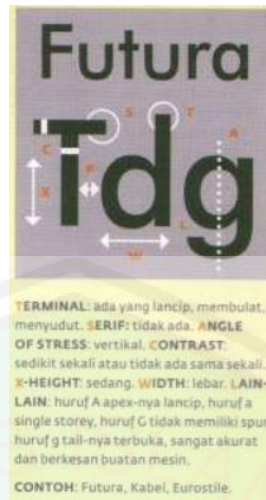 Futura
S T
C A
P
X
Tdg
L
W
TERMINAL: ada yang lancip, membulat,
menyudut. SERIF: tidak ada. ANGLE
OF STRESS: vertikal. CONTRAST:
sedikit sekali atau tidak ada sama sekali.
X-HEIGHT: sedang. WIDTH: lebar. LAIN-
LAIN: huruf A apex-nya lancip, huruf a
single storey, huruf G tidak memiliki spur,
huruf g tail-nya terbuka, sangat akurat
dan berkesan buatan mesin.
CONTOH: Futura, Kabel, Eurostile.